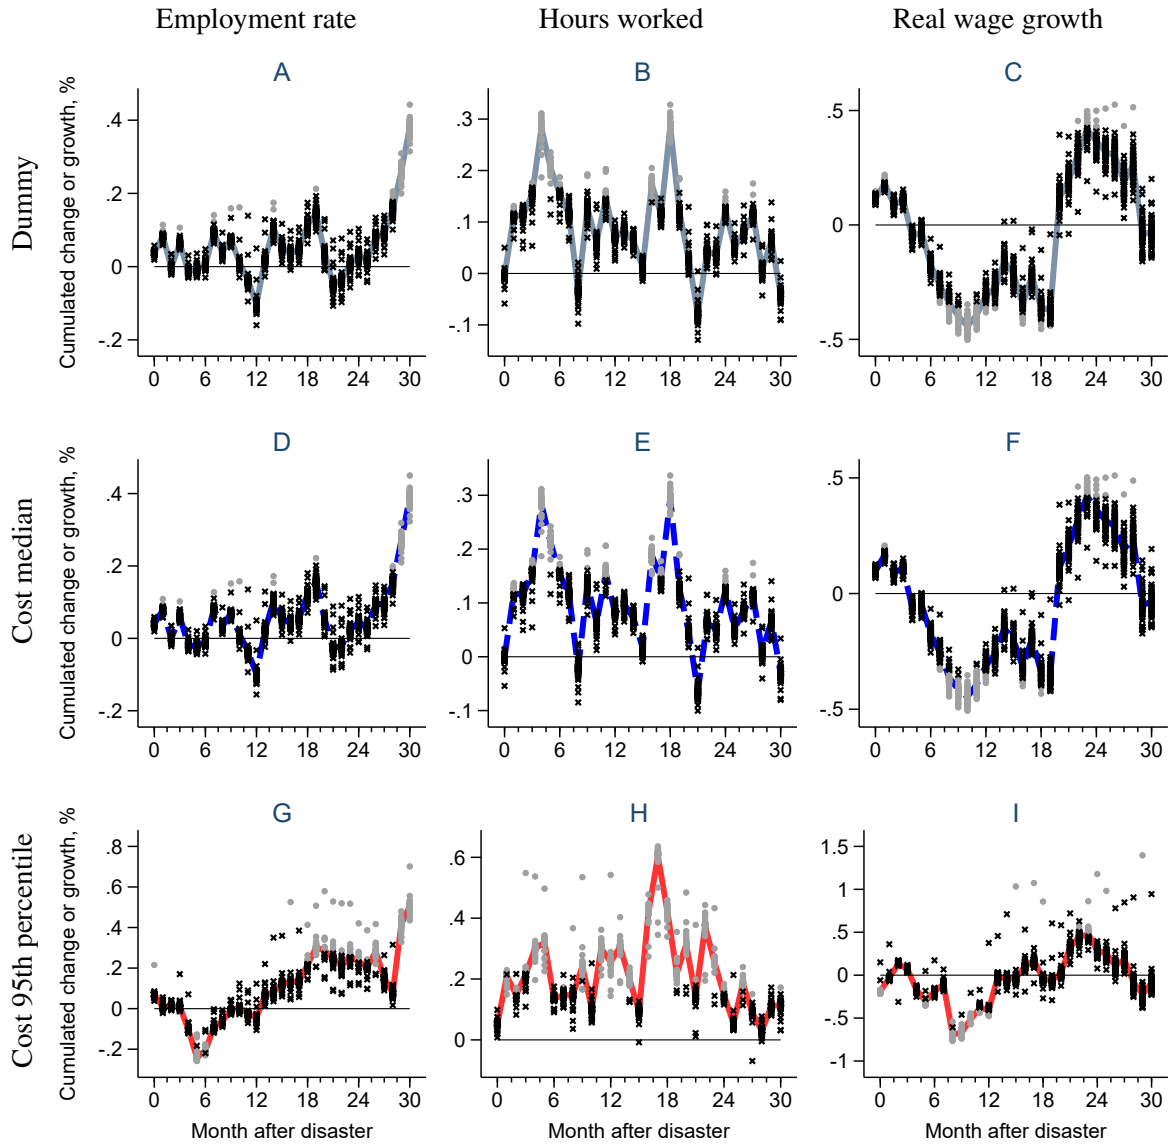 Employment rate Hours worked Real wage growth
Dummy
Cumulated change or growth, %
A
.4
.2
0
-.2
0 6 12 18 24 30
B
.3
.2
.1
0
-.1
0 6 12 18 24 30
C
.5
0
-.5
0 6 12 18 24 30
Cost median
Cumulated change or growth, %
D
.4
.2
0
-.2
0 6 12 18 24 30
E
.3
.2
.1
0
-.1
0 6 12 18 24 30
F
.5
0
-.5
0 6 12 18 24 30
Cost 95th percentile
Cumulated change or growth, %
G
.8
.6
.4
.2
0
-.2
0 6 12 18 24 30
Month after disaster
H
.6
.4
.2
0
0 6 12 18 24 30
Month after disaster
I
1.5
1
.5
0
-.5
-1
0 6 12 18 24 30
Month after disaster